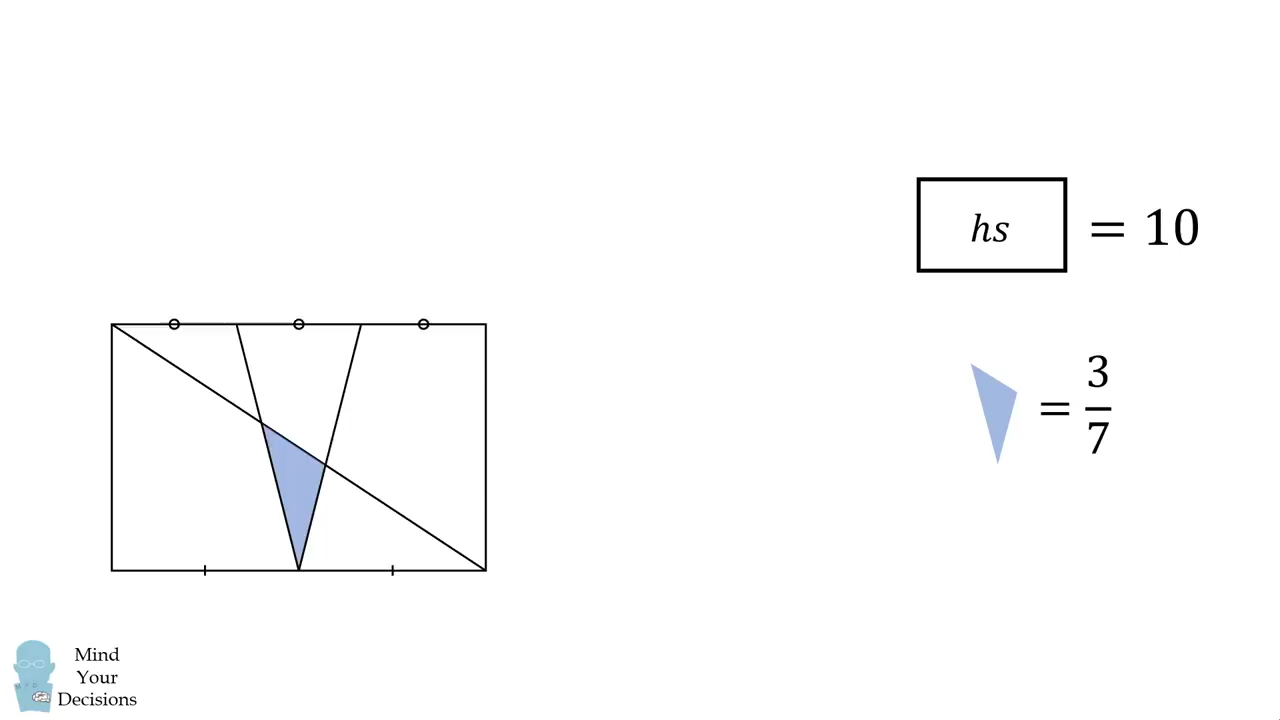 hs = 10
= 3/7
Mind
Your
Decisions